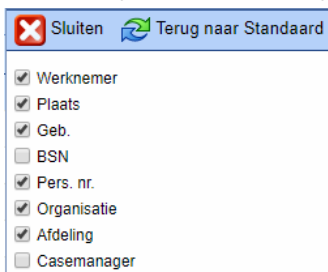 Sluiten Terug naar Standaard
Werknemer
Plaats
Geb.
BSN
Pers. nr.
Organisatie
Afdeling
Casemanager